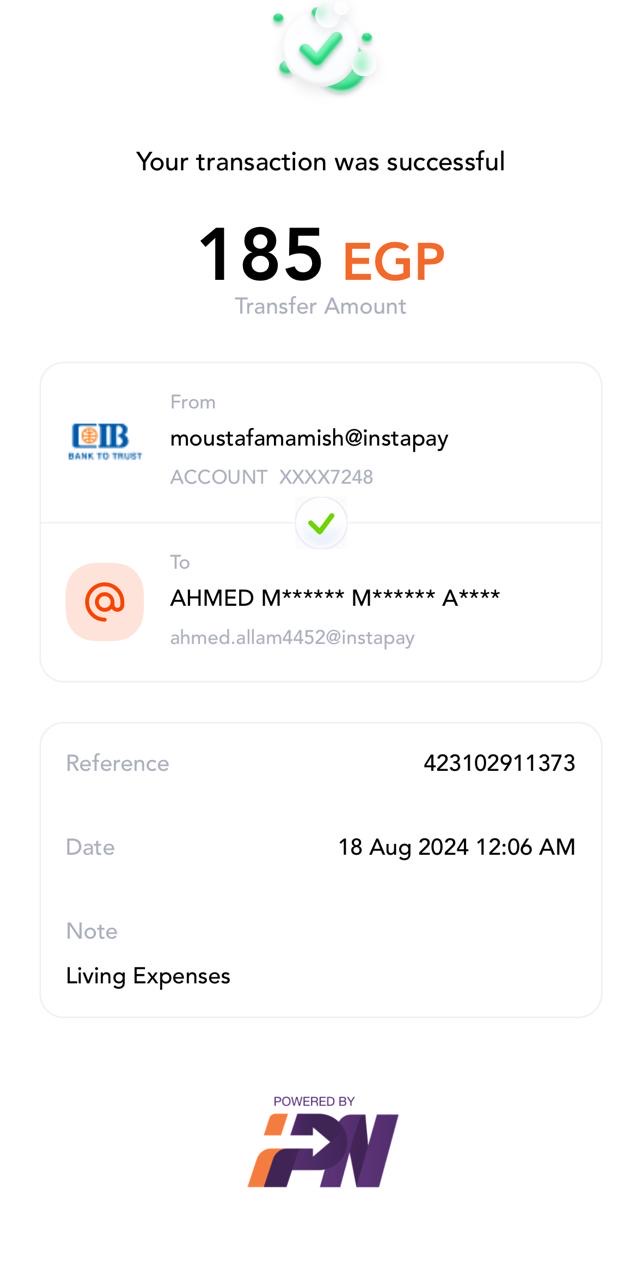 Your transaction was successful
185 EGP
Transfer Amount
From
CIB
BANK TO TRUST
moustafamamish@instapay
ACCOUNT XXXX7248
To
AHMED M****** M****** A****
ahmed.allam4452@instapay
Reference 423102911373
Date 18 Aug 2024 12:06 AM
Note
Living Expenses
POWERED BY
iPN